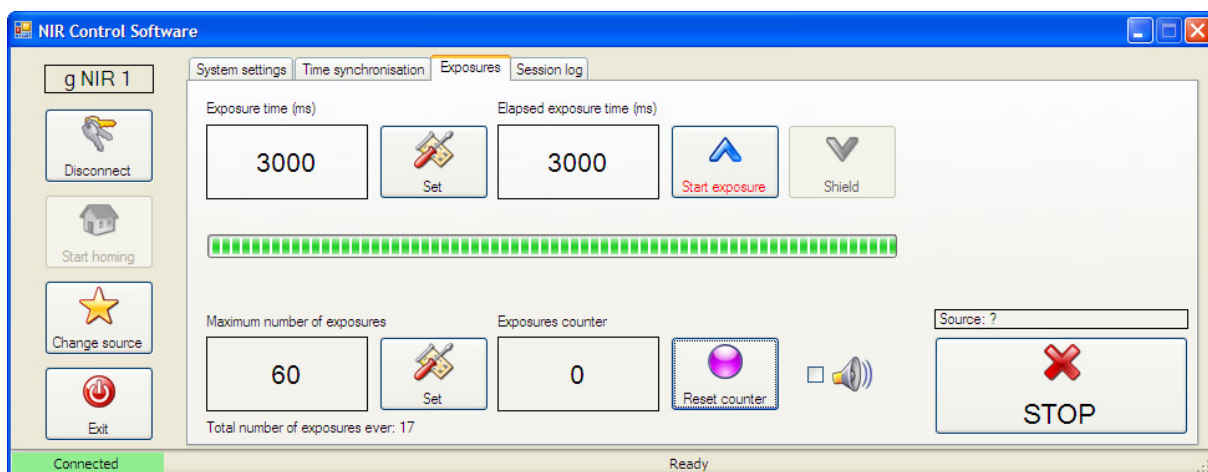 NIR Control Software
g NIR 1
Disconnect
Start homing
Change source
Exit
System settings
Time synchronisation
Exposures
Session log
Exposure time (ms)
3000
Set
Elapsed exposure time (ms)
3000
Start exposure
Shield
Maximum number of exposures
60
Set
Exposures counter
0
Reset counter
Total number of exposures ever: 17
Source: ?
STOP
Connected
Ready